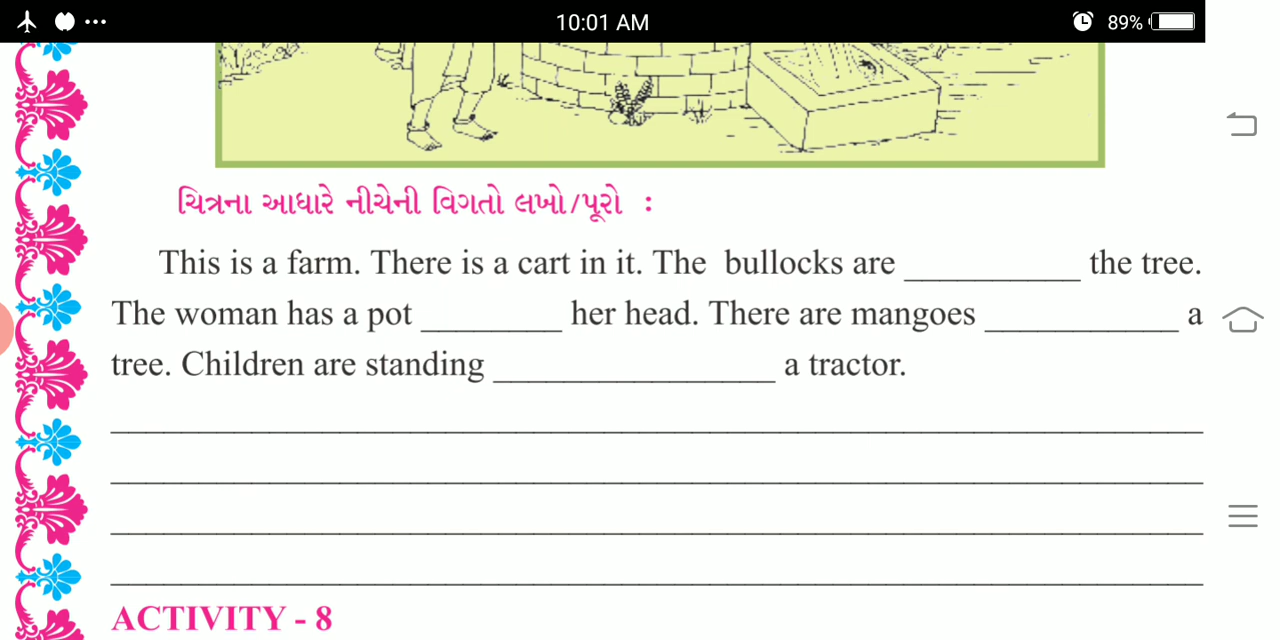 10:01 AM
89%
ચિત્રના આધારે નીચેની વિગતો લખો/પૂરો :
This is a farm. There is a cart in it. The bullocks are __________ the tree.
The woman has a pot ________ her head. There are mangoes ___________ a
tree. Children are standing ________________ a tractor.
ACTIVITY - 8